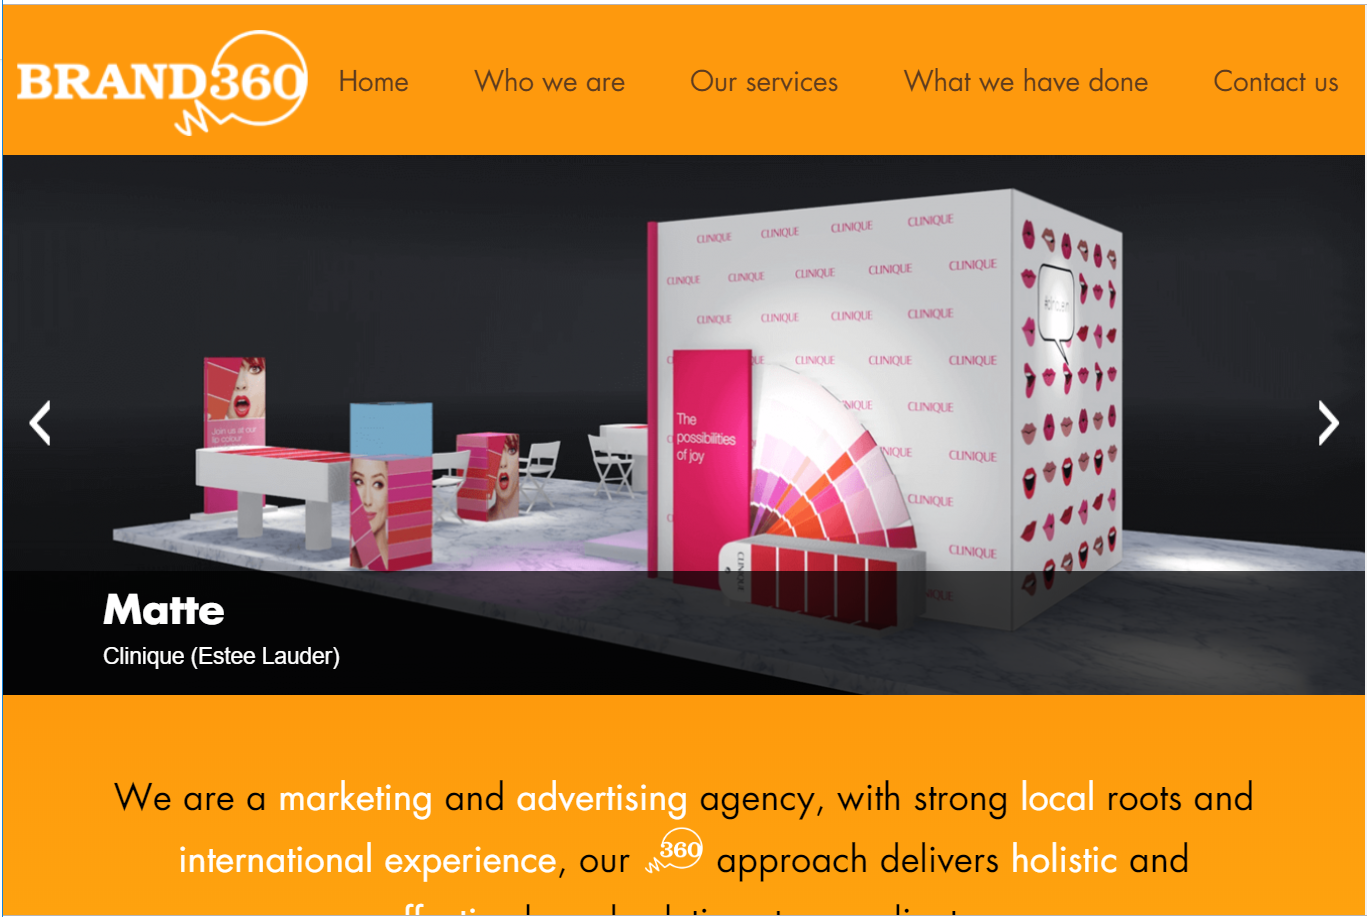 BRAND360
Home Who we are Our services What we have done Contact us
CLINIQUE CLINIQUE CLINIQUE CLINIQUE
CLINIQUE CLINIQUE CLINIQUE CLINIQUE CLINIQUE
CLINIQUE CLINIQUE CLINIQUE CLINIQUE
CLINIQUE CLINIQUE CLINIQUE
CLINIQUE
CLINIQUE
CLINIQUE
CLINIQUE
Join us at our
lip colour
The
possibilities
of joy
CLINIQUE
Matte
Clinique (Estee Lauder)
We are a marketing and advertising agency, with strong local roots and
international experience, our 360 approach delivers holistic and